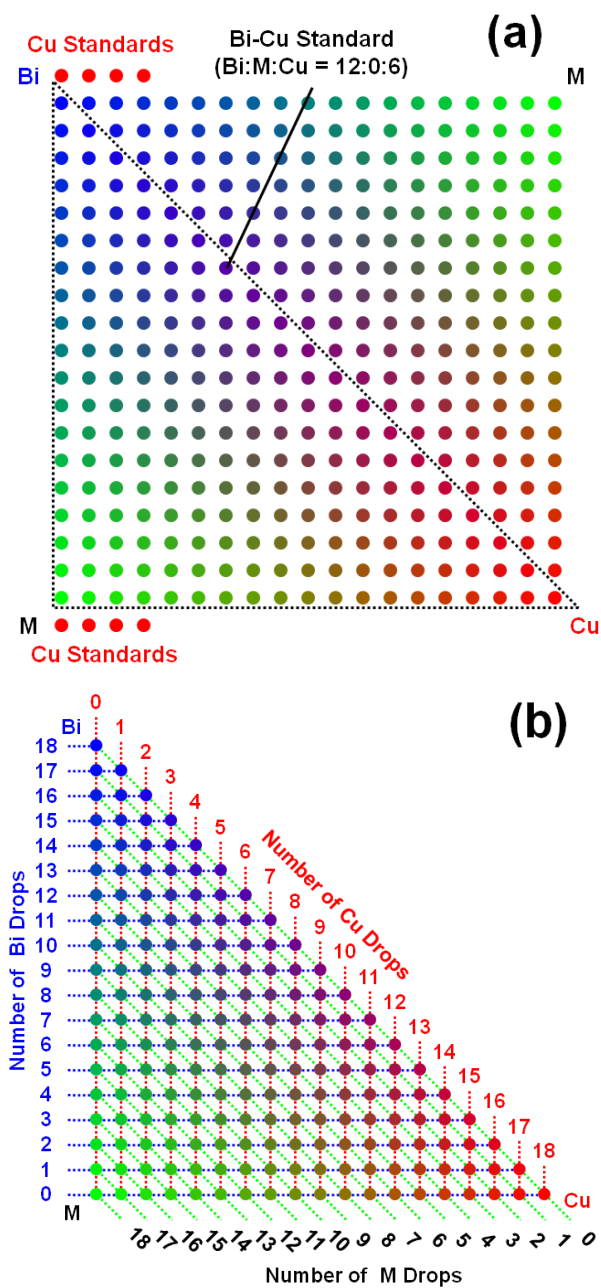 (a)
Cu Standards
Bi-Cu Standard
(Bi:M:Cu = 12:0:6)
Bi
M
M
Cu
Cu Standards
(b)
0
Bi
1
18
2
17
3
16
4
15
5
14
6
13
7
12
8
11
9
10
10
9
11
8
12
7
13
6
14
5
15
4
16
3
17
2
18
1
0
Number of Cu Drops
Number of Bi Drops
M
Cu
18 17 16 15 14 13 12 11 10 9 8 7 6 5 4 3 2 1 0
Number of M Drops